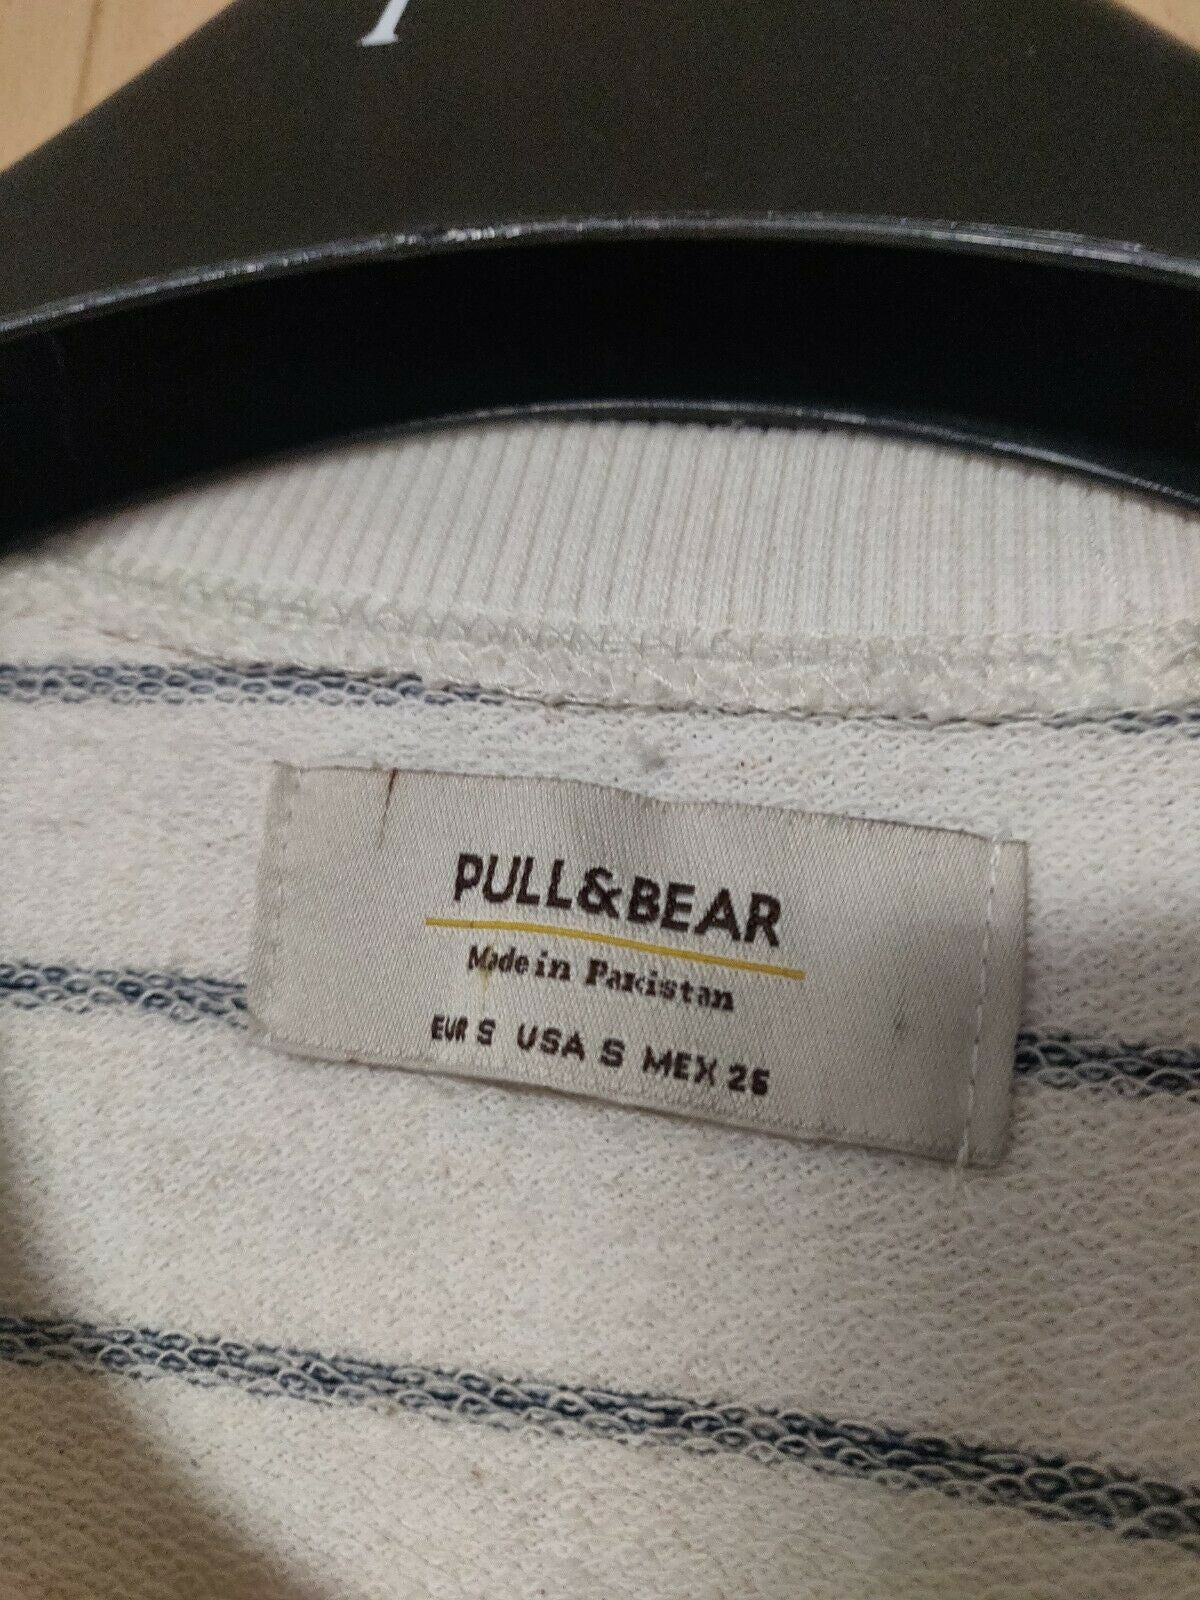 PULL&BEAR
Made in Pakistan
EUR S USA S MEX 26